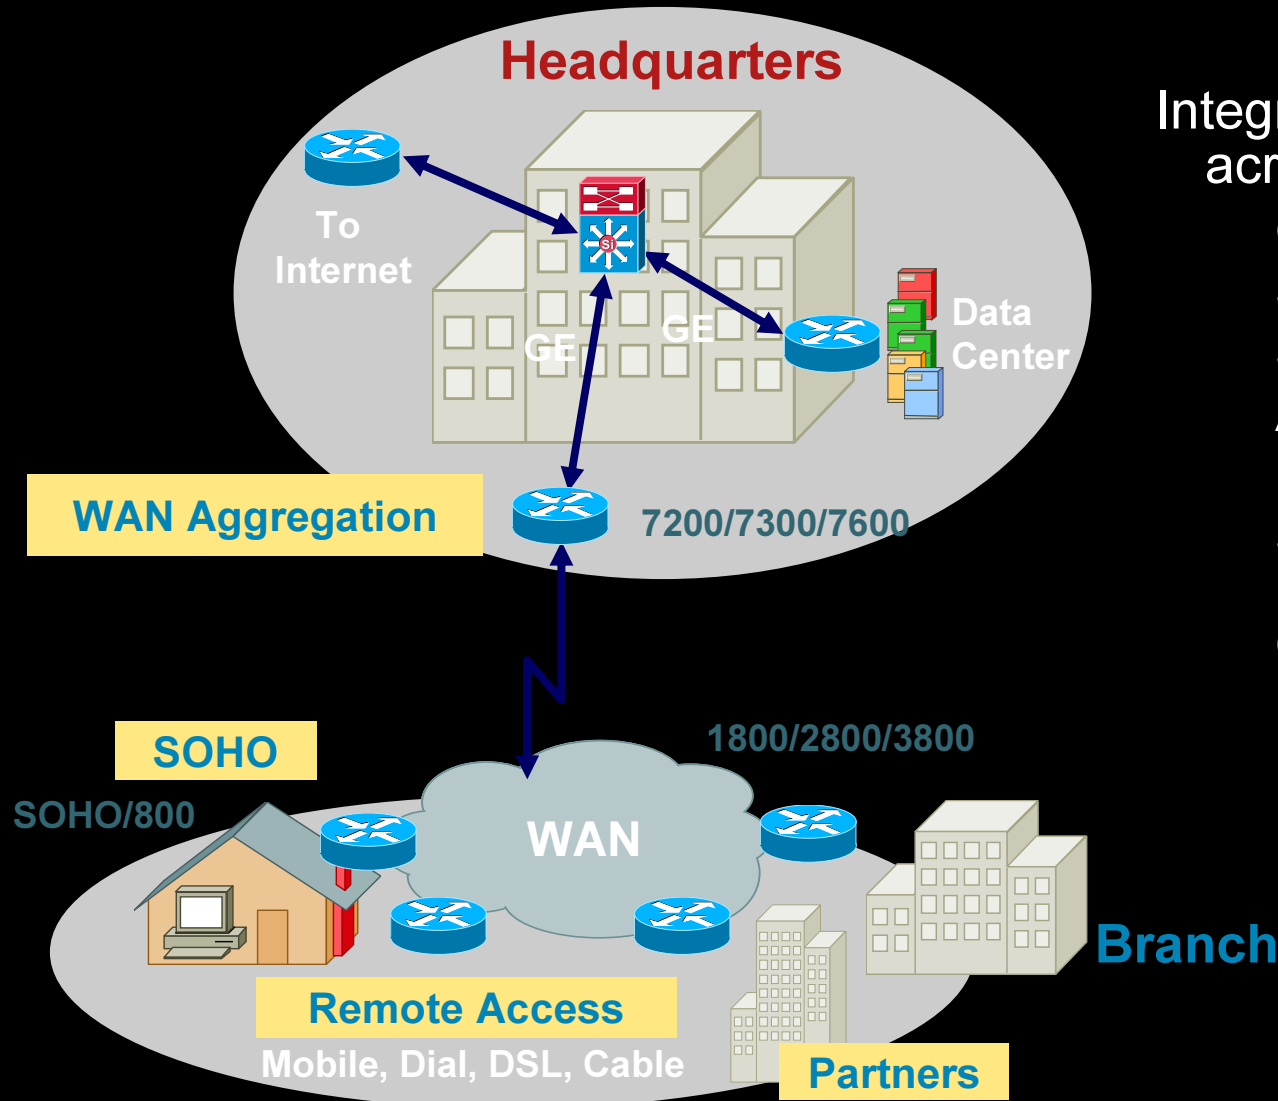 Headquarters
To
Internet
Si
GE
GE
Data
Center
WAN Aggregation
7200/7300/7600
SOHO
1800/2800/3800
SOHO/800
WAN
Branch
Remote Access
Mobile, Dial, DSL, Cable
Partners